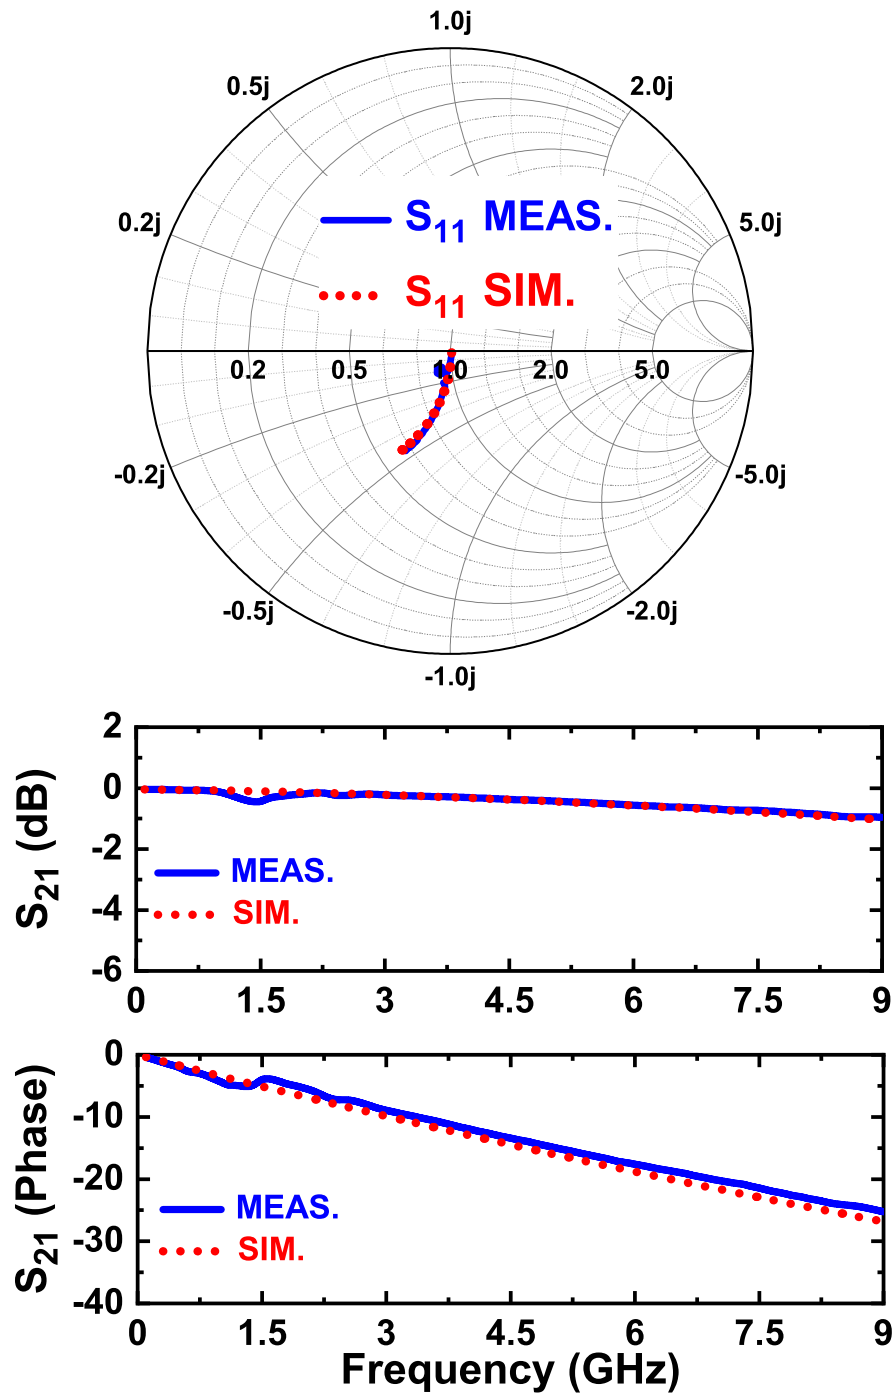 1.0j
0.5j 2.0j
0.2j 5.0j
S11 MEAS.
S11 SIM.
0.2 0.5 1.0 2.0 5.0
-0.2j -5.0j
-0.5j -2.0j
-1.0j
2
0
-2
-4
-6
S21 (dB)
MEAS.
SIM.
0 1.5 3 4.5 6 7.5 9
0
-10
-20
-30
-40
S21 (Phase)
MEAS.
SIM.
0 1.5 3 4.5 6 7.5 9
Frequency (GHz)